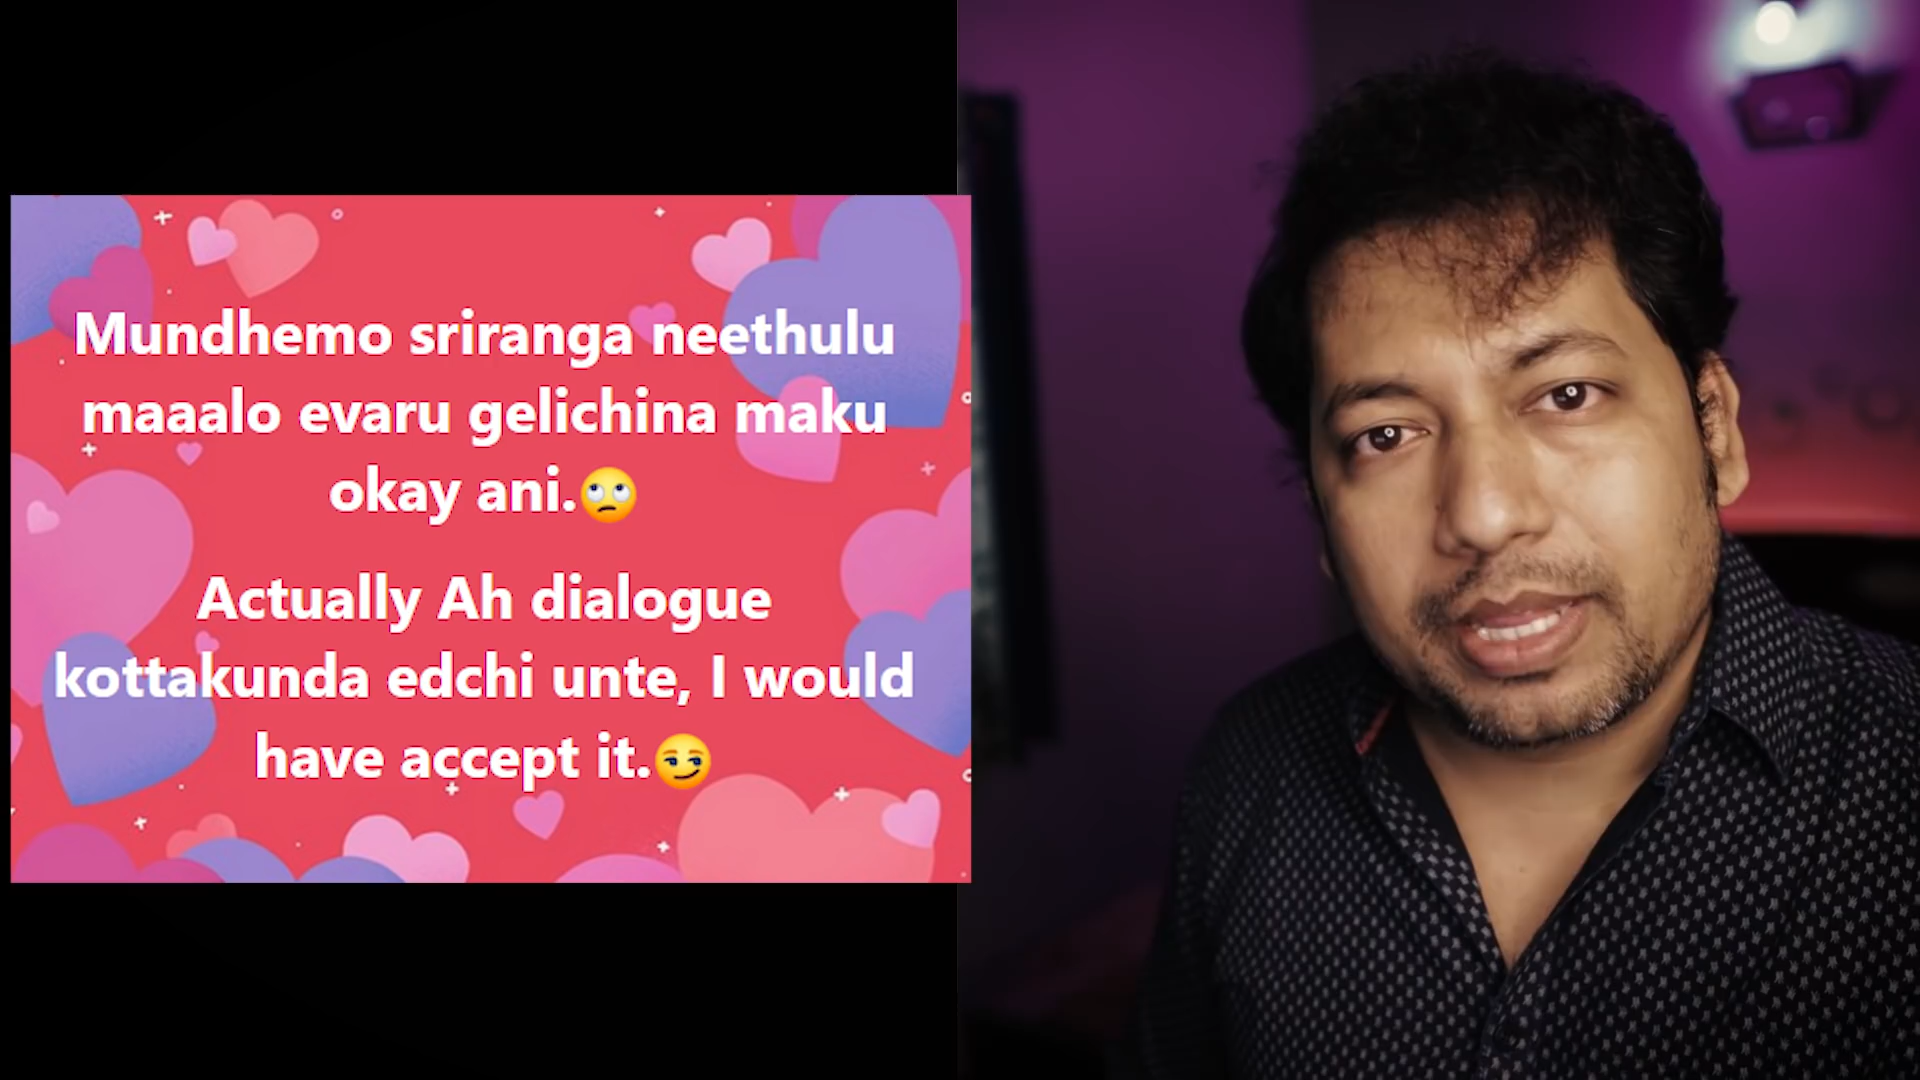 Mundhemo sriranga neethulu
maaalo evaru gelichina maku
okay ani.🙄
Actually Ah dialogue
kottakunda edchi unte, I would
have accept it.😏